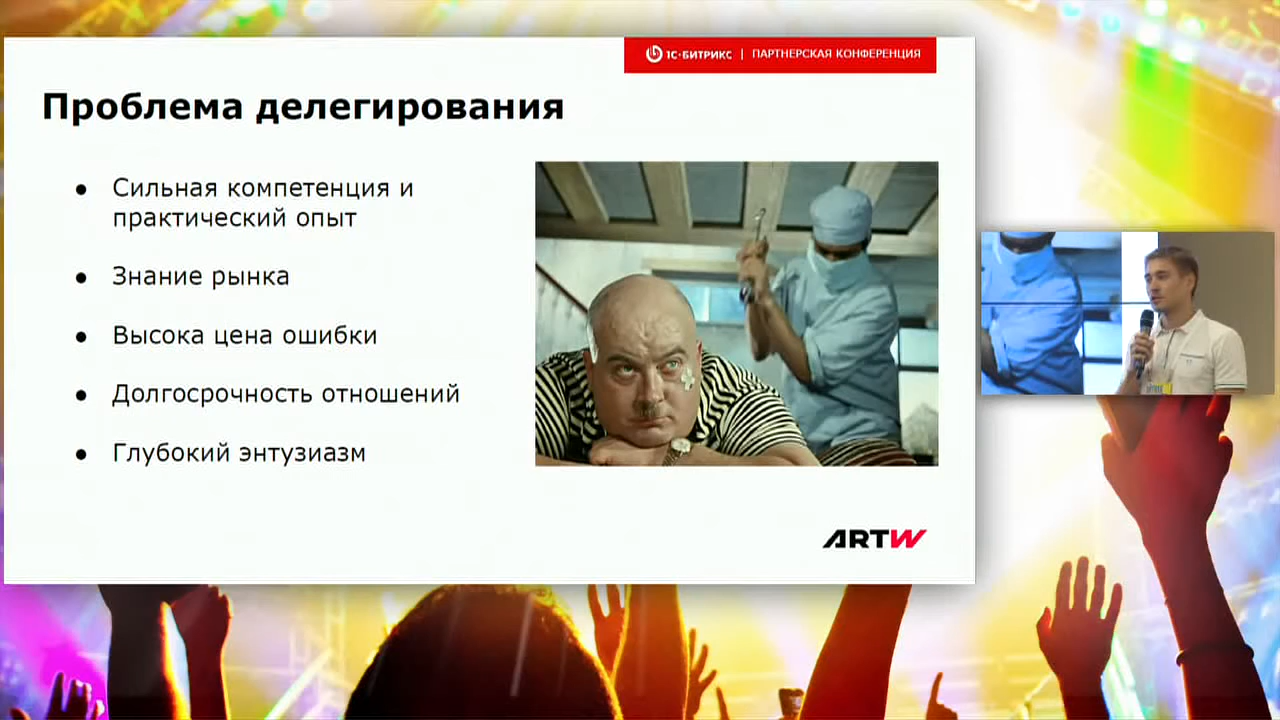 1С-БИТРИКС | ПАРТНЕРСКАЯ КОНФЕРЕНЦИЯ
Проблема делегирования
● Сильная компетенция и
практический опыт
● Знание рынка
● Высока цена ошибки
● Долгосрочность отношений
● Глубокий энтузиазм
ARTW